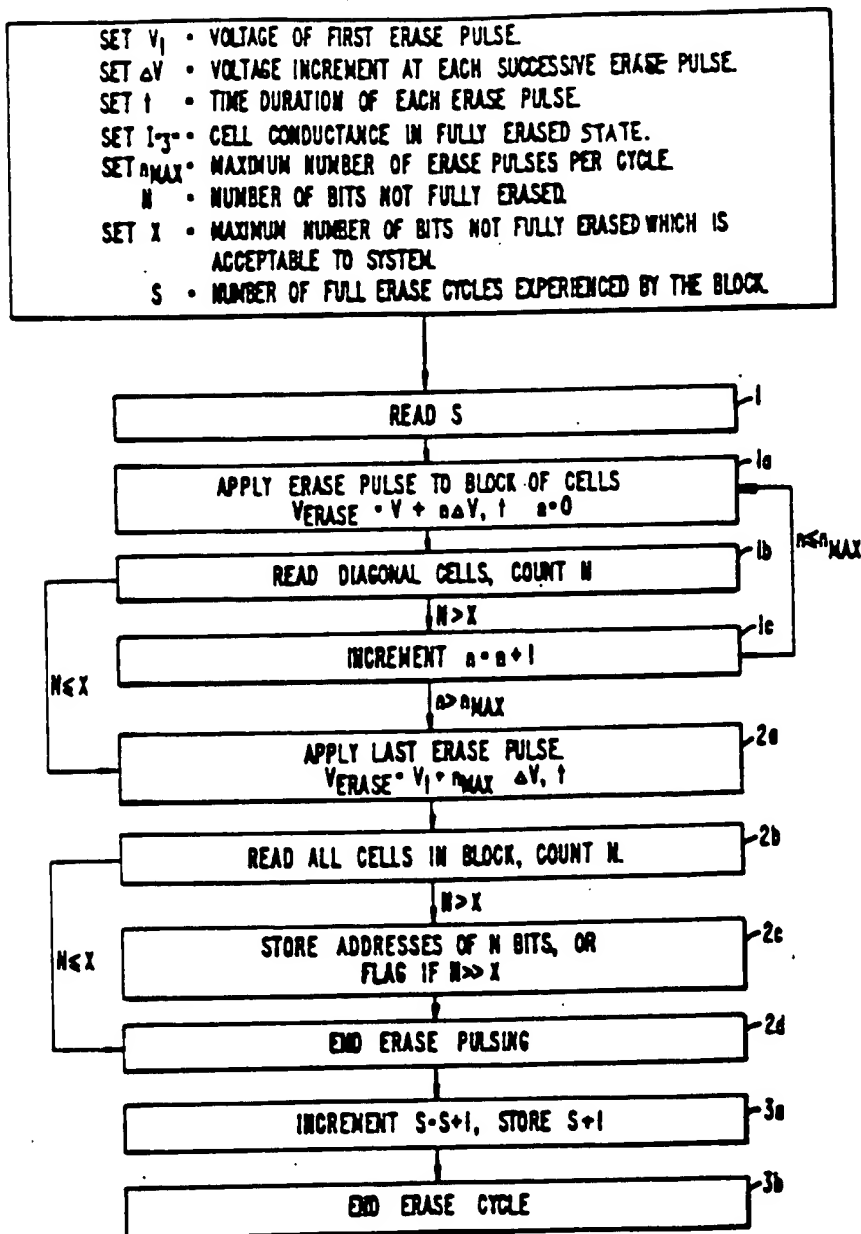 SET V₁ = VOLTAGE OF FIRST ERASE PULSE.
SET ΔV = VOLTAGE INCREMENT AT EACH SUCCESSIVE ERASE PULSE.
SET t = TIME DURATION OF EACH ERASE PULSE.
SET I"3" = CELL CONDUCTANCE IN FULLY ERASED STATE.
SET nMAX = MAXIMUM NUMBER OF ERASE PULSES PER CYCLE.
N = NUMBER OF BITS NOT FULLY ERASED.
SET X = MAXIMUM NUMBER OF BITS NOT FULLY ERASED WHICH IS
ACCEPTABLE TO SYSTEM.
S = NUMBER OF FULL ERASE CYCLES EXPERIENCED BY THE BLOCK.
1
READ S
1a
APPLY ERASE PULSE TO BLOCK OF CELLS
VERASE = V + nΔV, t n=0
n≤nMAX
1b
READ DIAGONAL CELLS, COUNT N
N>X
1c
INCREMENT n=n+1
N≤X
n>nMAX
2a
APPLY LAST ERASE PULSE.
VERASE = V₁ + nMAX ΔV, t
2b
READ ALL CELLS IN BLOCK, COUNT N.
N>X
2c
STORE ADDRESSES OF N BITS, OR
FLAG IF N>>X
N≤X
2d
END ERASE PULSING
3a
INCREMENT S=S+1, STORE S+1
3b
END ERASE CYCLE